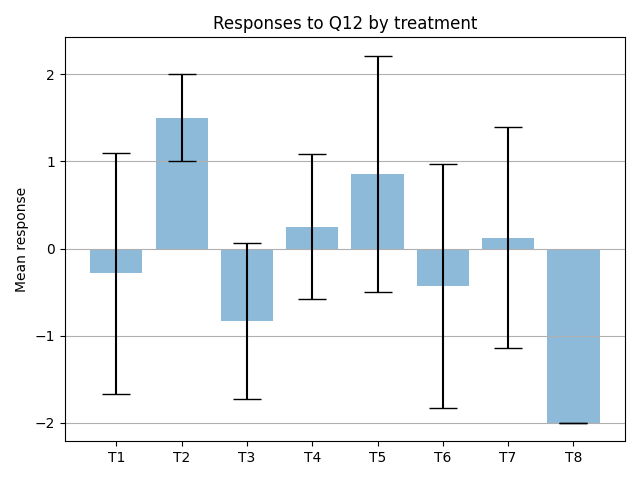 Responses to Q12 by treatment
Mean response
2
1
0
−1
−2
T1 T2 T3 T4 T5 T6 T7 T8